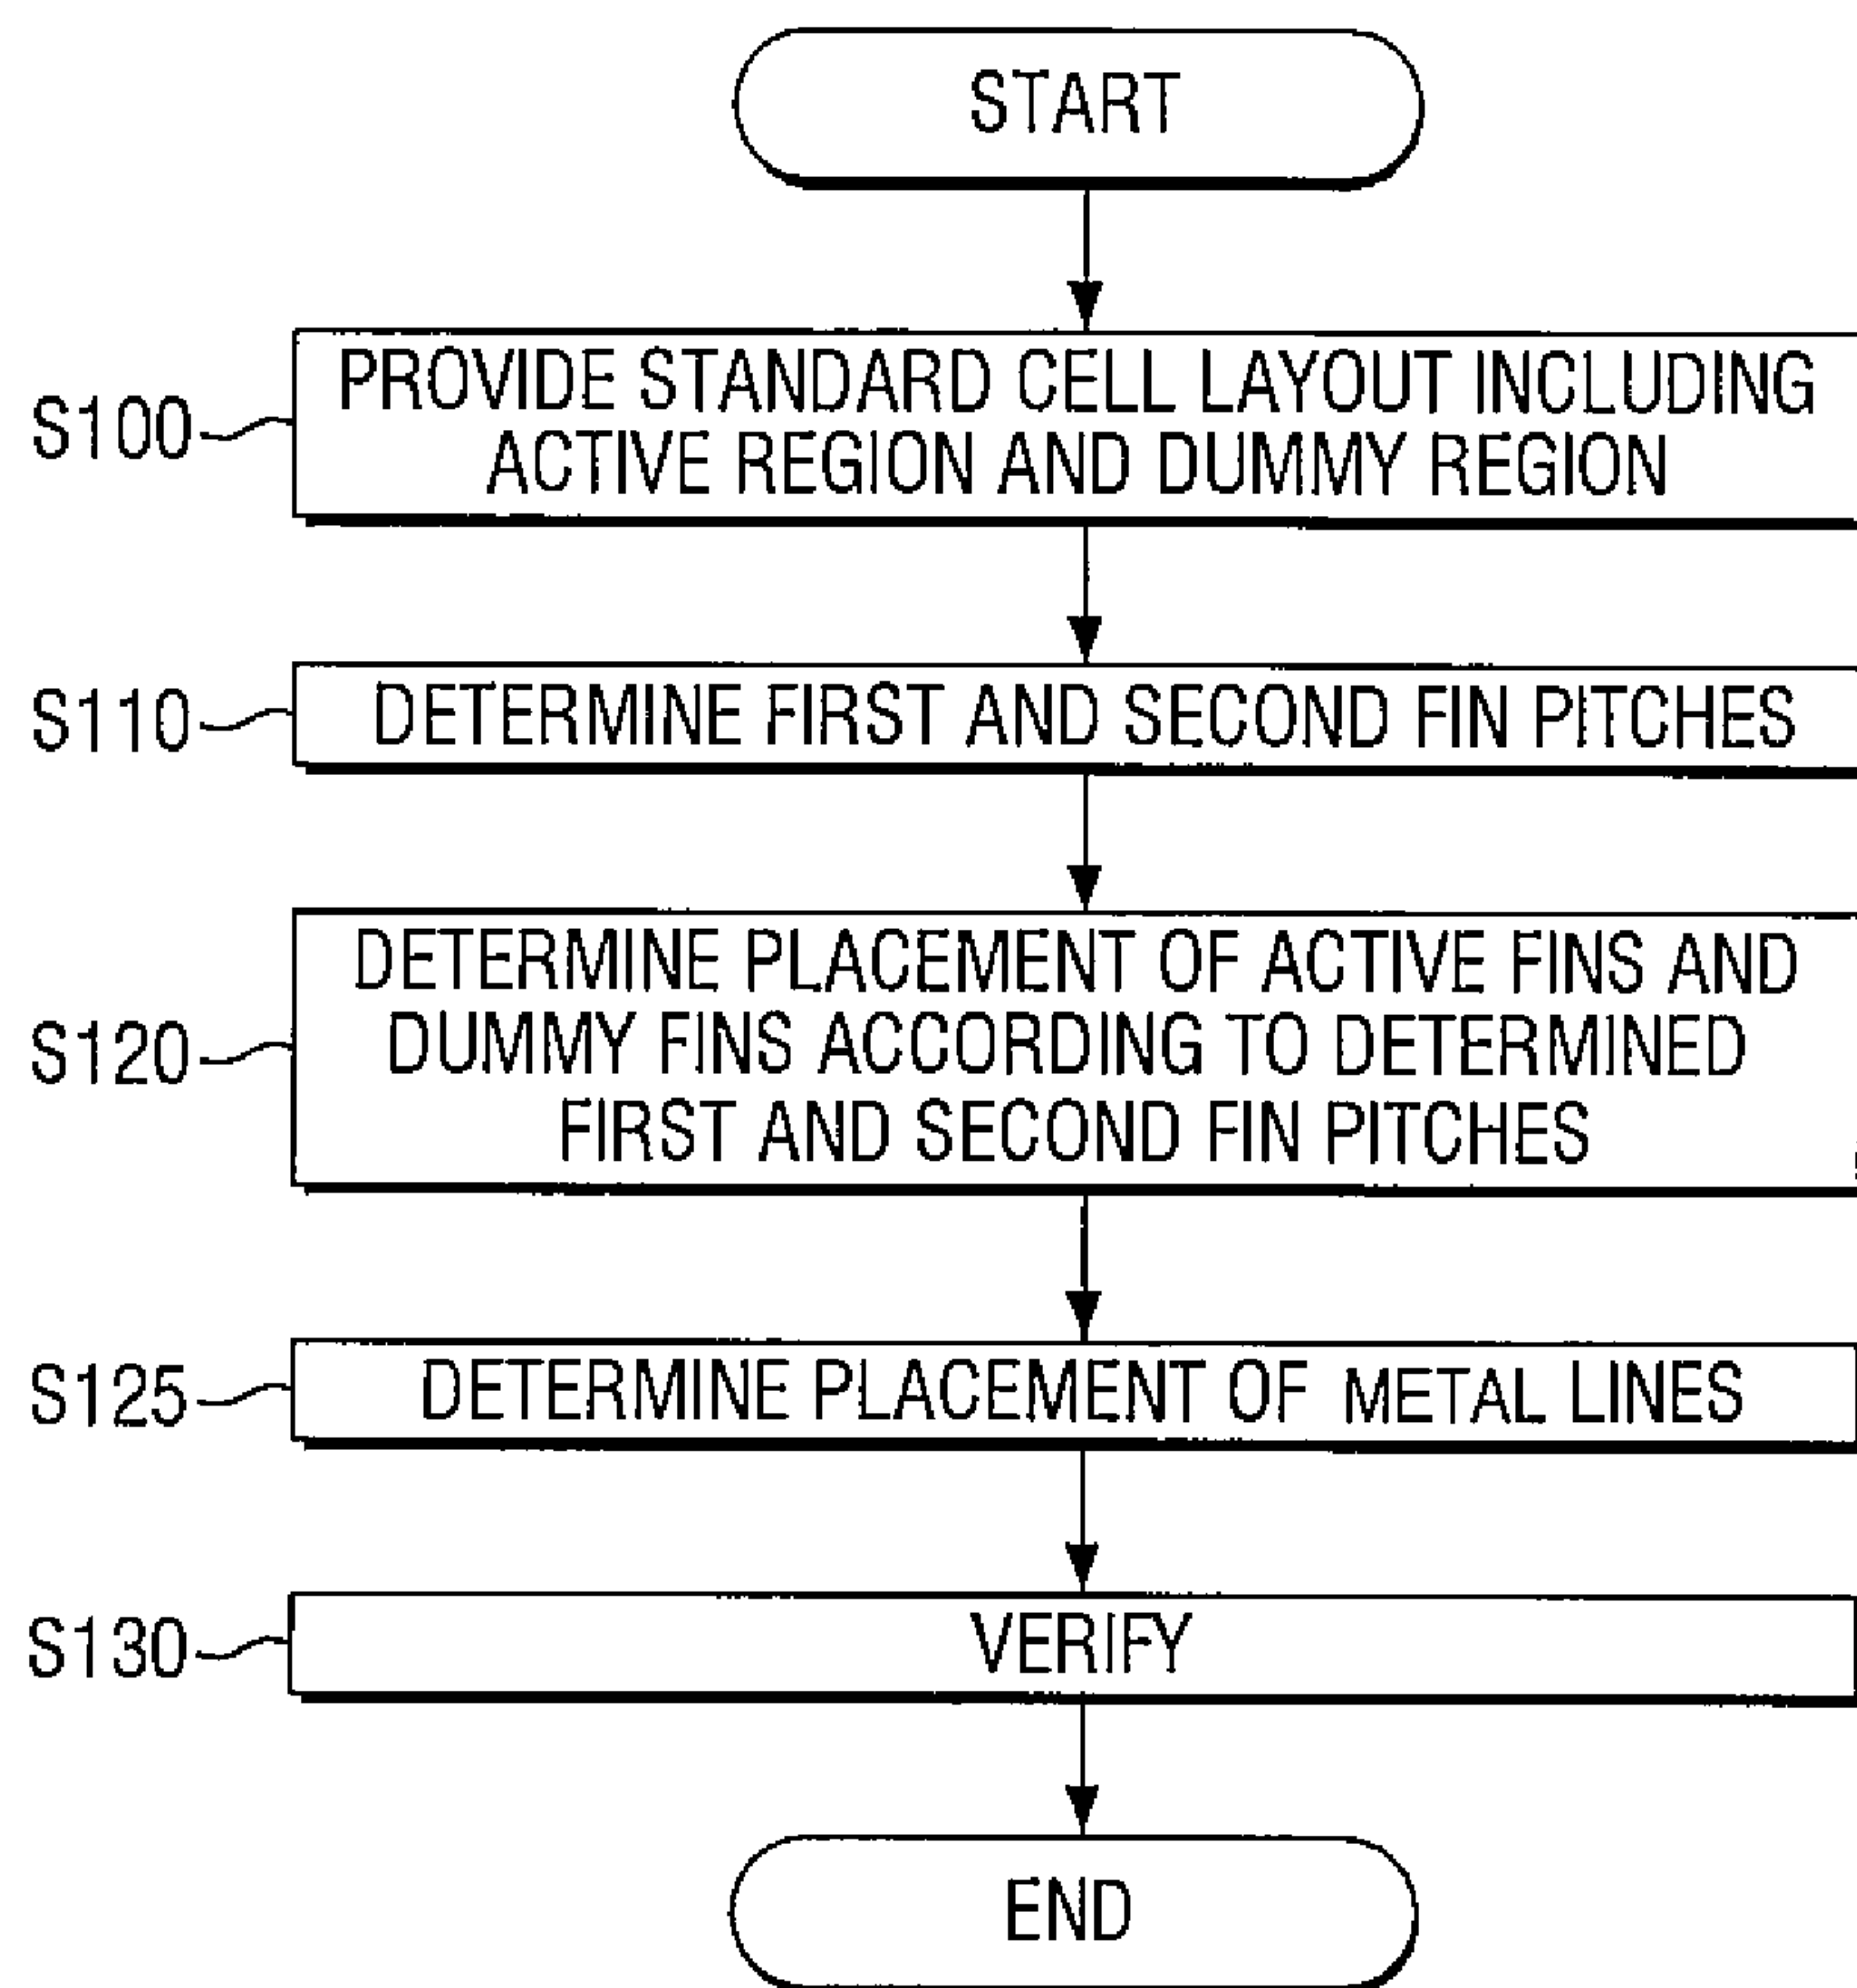 START
S100
PROVIDE STANDARD CELL LAYOUT INCLUDING
ACTIVE REGION AND DUMMY REGION
S110
DETERMINE FIRST AND SECOND FIN PITCHES
S120
DETERMINE PLACEMENT OF ACTIVE FINS AND
DUMMY FINS ACCORDING TO DETERMINED
FIRST AND SECOND FIN PITCHES
S125
DETERMINE PLACEMENT OF METAL LINES
S130
VERIFY
END